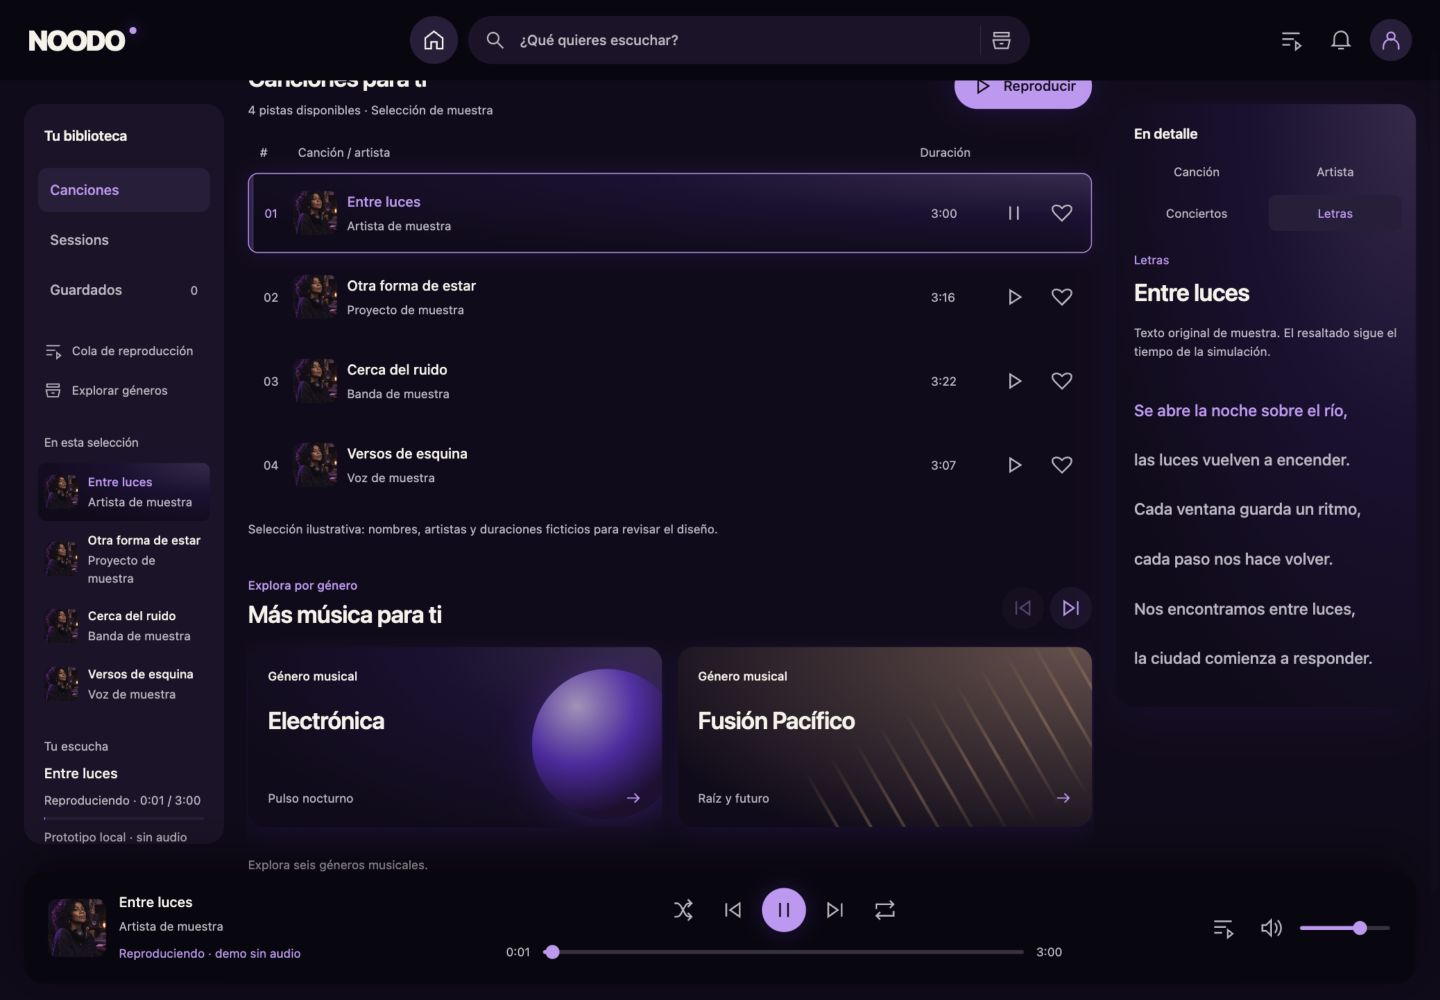 NOODO
¿Qué quieres escuchar?
Tu biblioteca
Canciones
Sessions
Guardados 0
Cola de reproducción
Explorar géneros
En esta selección
Entre luces
Artista de muestra
Otra forma de estar
Proyecto de
muestra
Cerca del ruido
Banda de muestra
Versos de esquina
Voz de muestra
Tu escucha
Entre luces
Reproduciendo · 0:01 / 3:00
Prototipo local · sin audio
Canciones para ti
Reproducir
4 pistas disponibles · Selección de muestra
# Canción / artista Duración
01 Entre luces 3:00
Artista de muestra
02 Otra forma de estar 3:16
Proyecto de muestra
03 Cerca del ruido 3:22
Banda de muestra
04 Versos de esquina 3:07
Voz de muestra
Selección ilustrativa: nombres, artistas y duraciones ficticios para revisar el diseño.
Explora por género
Más música para ti
Género musical
Electrónica
Pulso nocturno
Género musical
Fusión Pacífico
Raíz y futuro
Explora seis géneros musicales.
En detalle
Canción Artista
Conciertos Letras
Letras
Entre luces
Texto original de muestra. El resaltado sigue el
tiempo de la simulación.
Se abre la noche sobre el río,
las luces vuelven a encender.
Cada ventana guarda un ritmo,
cada paso nos hace volver.
Nos encontramos entre luces,
la ciudad comienza a responder.
Entre luces
Artista de muestra
Reproduciendo · demo sin audio
0:01 3:00